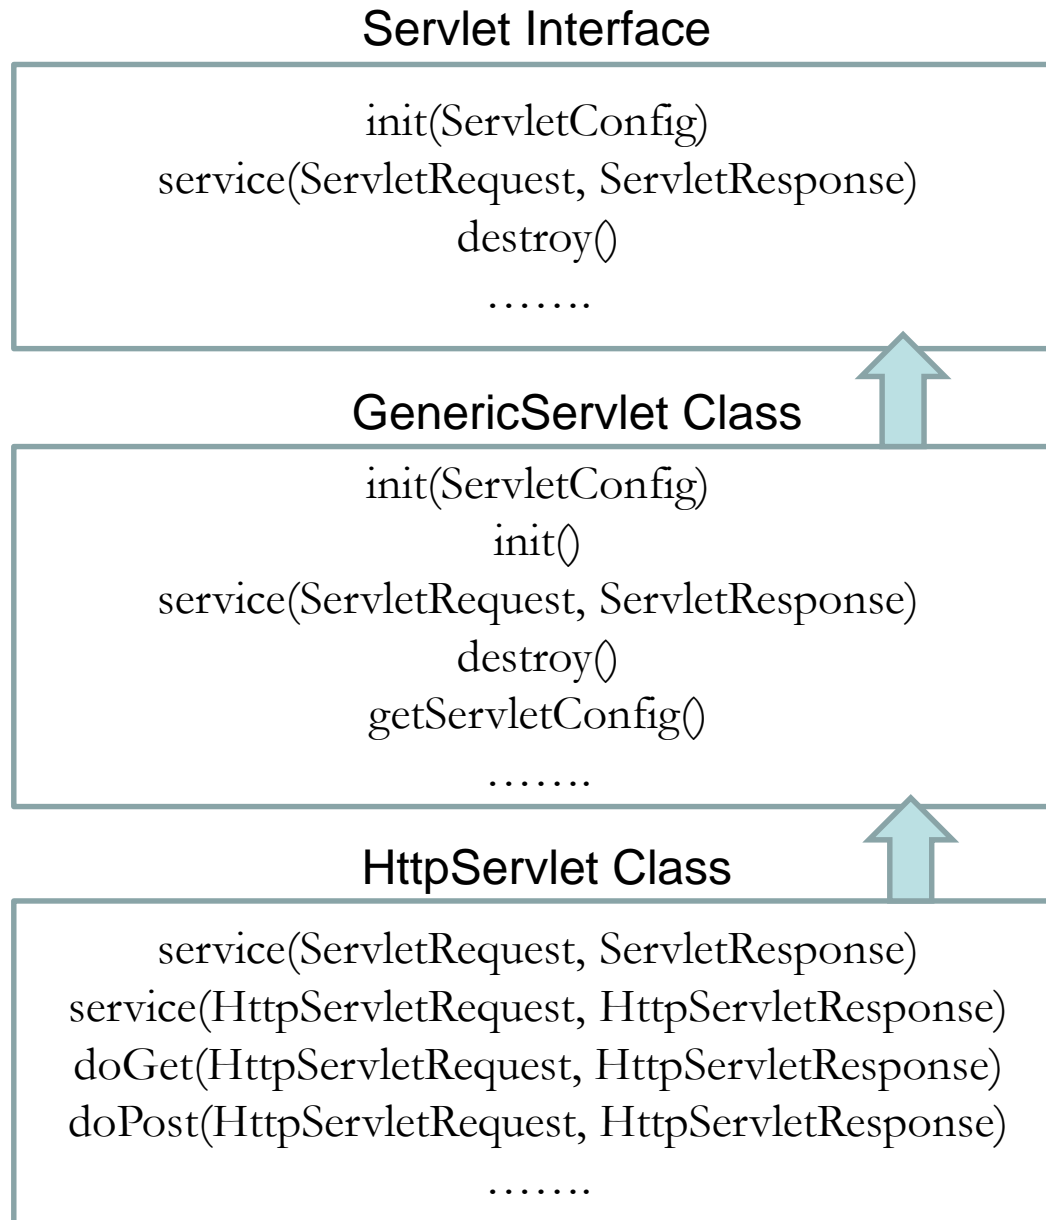 Servlet Interface
init(ServletConfig)
service(ServletRequest, ServletResponse)
destroy()
…….
GenericServlet Class
init(ServletConfig)
init()
service(ServletRequest, ServletResponse)
destroy()
getServletConfig()
…….
HttpServlet Class
service(ServletRequest, ServletResponse)
service(HttpServletRequest, HttpServletResponse)
doGet(HttpServletRequest, HttpServletResponse)
doPost(HttpServletRequest, HttpServletResponse)
…….